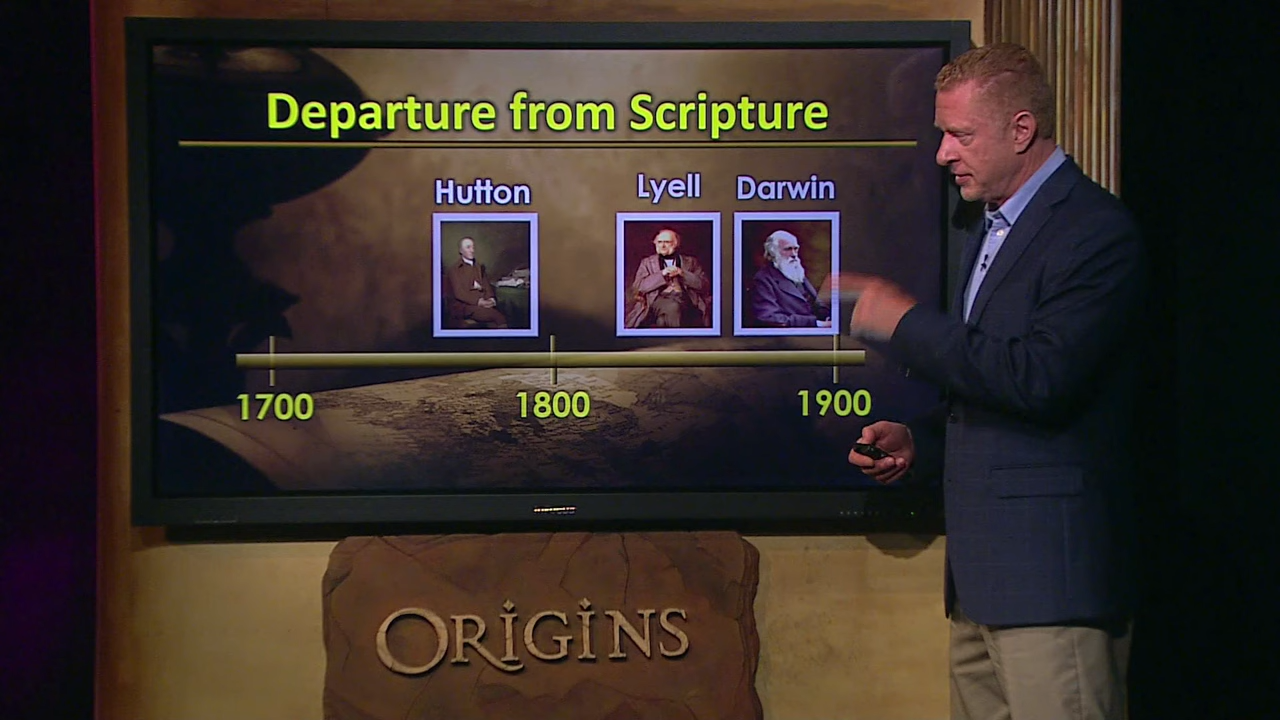 Departure from Scripture
Hutton
Lyell
Darwin
1700
1800
1900
ORIGINS